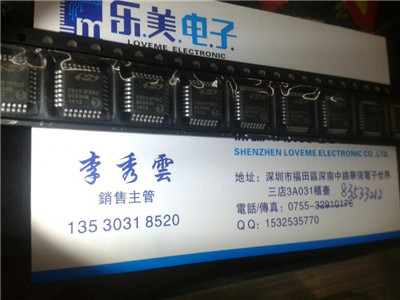 乐·美·电·子·
LOVEME ELECTRONIC
SHENZHEN LOVEME ELECTRONIC CO.,LTD.
李秀雲
銷售主管
135 3031 8520
地址:深圳市福田區深南中路華強電子世界
三店3A031櫃臺
83533212
電話/傳真:0755-32910176
QQ:1532535770